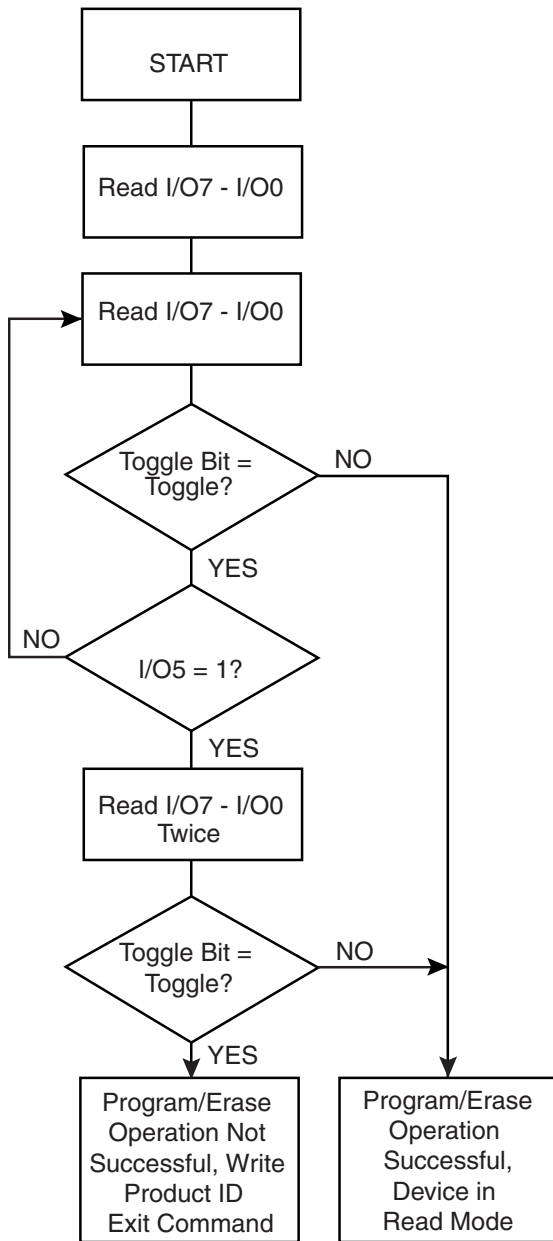 START
Read I/O7 - I/O0
Read I/O7 - I/O0
Toggle Bit =
Toggle?
NO
YES
NO
I/O5 = 1?
YES
Read I/O7 - I/O0
Twice
Toggle Bit =
Toggle?
NO
YES
Program/Erase
Operation Not
Successful, Write
Product ID
Exit Command
Program/Erase
Operation
Successful,
Device in
Read Mode